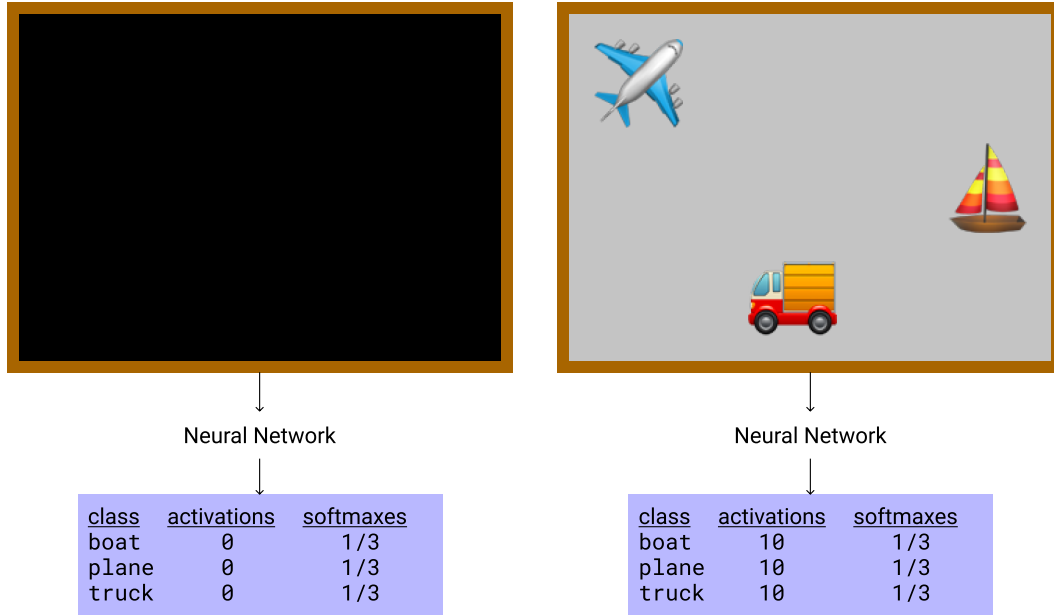 Neural Network
class activations softmaxes
boat 0 1/3
plane 0 1/3
truck 0 1/3
Neural Network
class activations softmaxes
boat 10 1/3
plane 10 1/3
truck 10 1/3